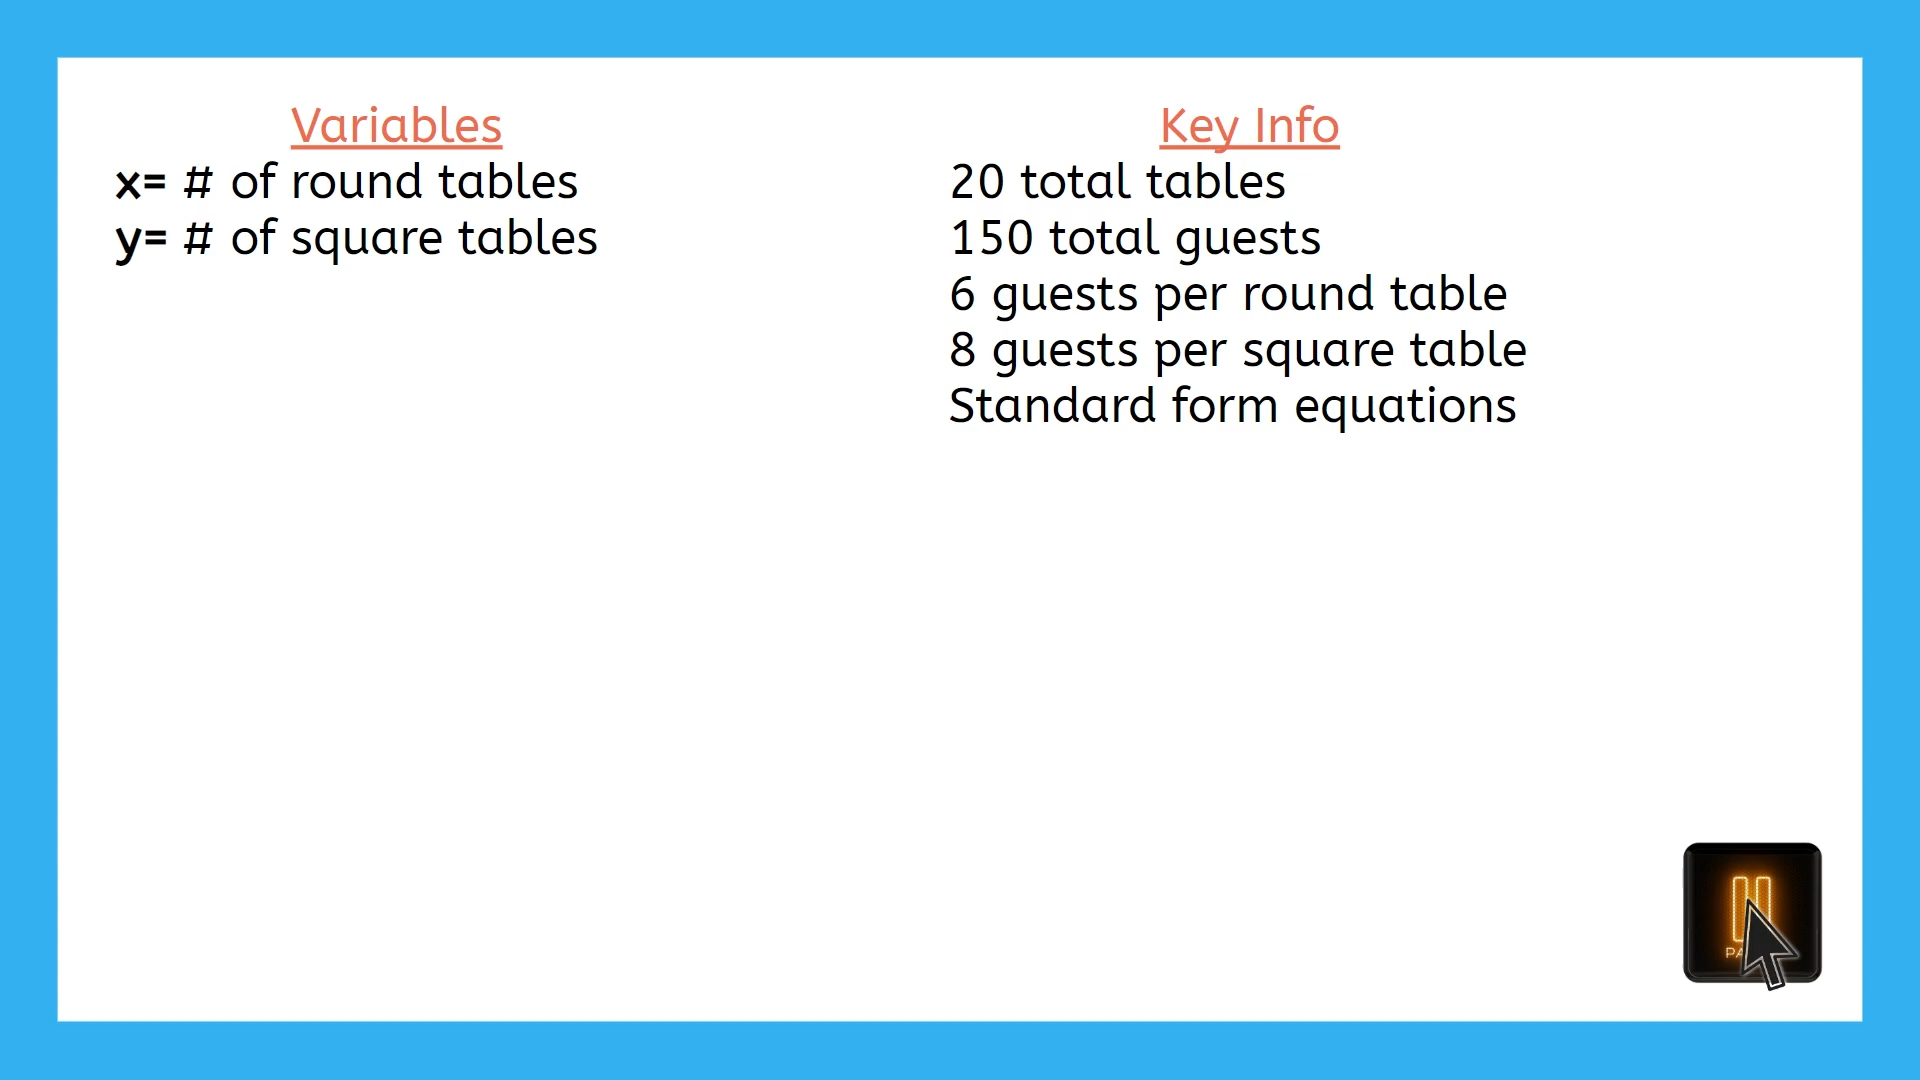 Variables
x= # of round tables
y= # of square tables
Key Info
20 total tables
150 total guests
6 guests per round table
8 guests per square table
Standard form equations